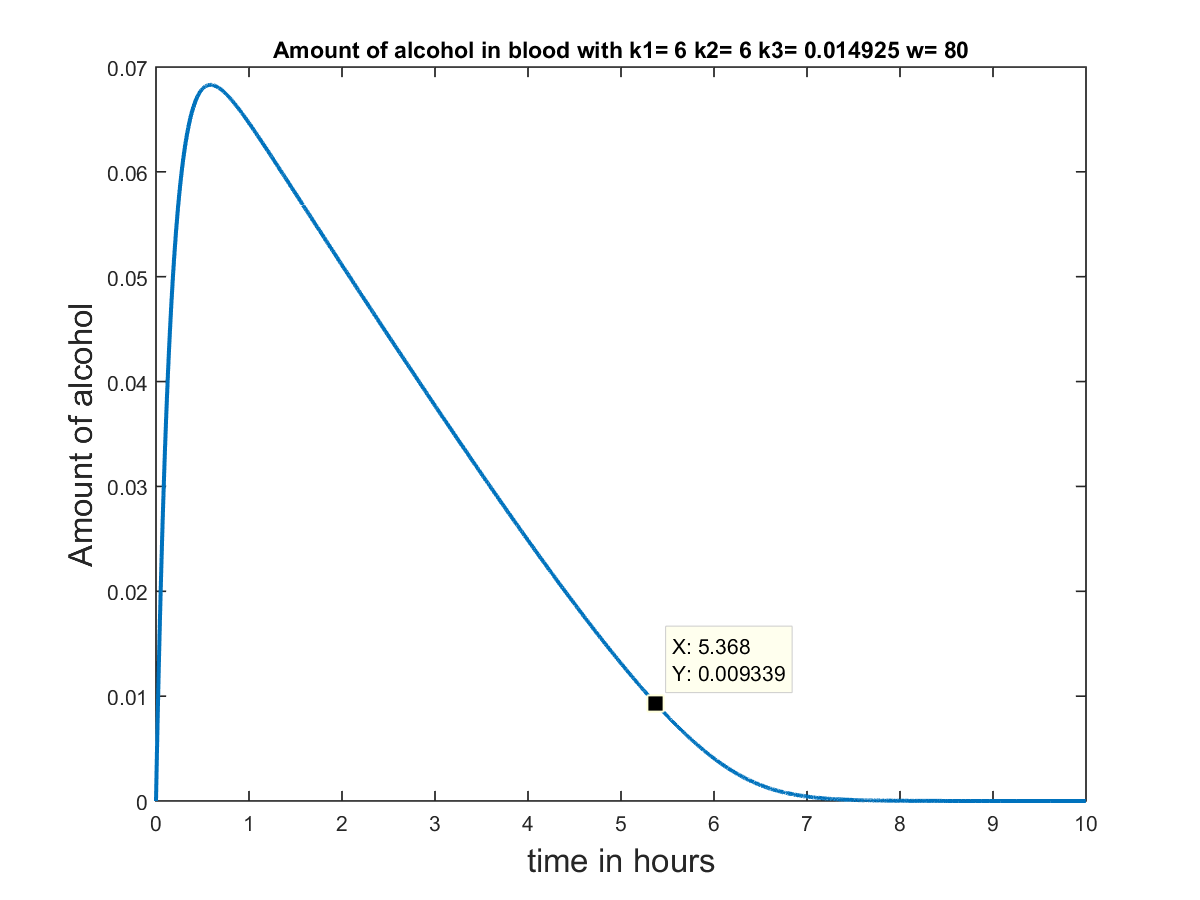 Amount of alcohol in blood with k1= 6 k2= 6 k3= 0.014925 w= 80
0.07
0.06
0.05
0.04
0.03
0.02
0.01
0
Amount of alcohol
X: 5.368
Y: 0.009339
0 1 2 3 4 5 6 7 8 9 10
time in hours